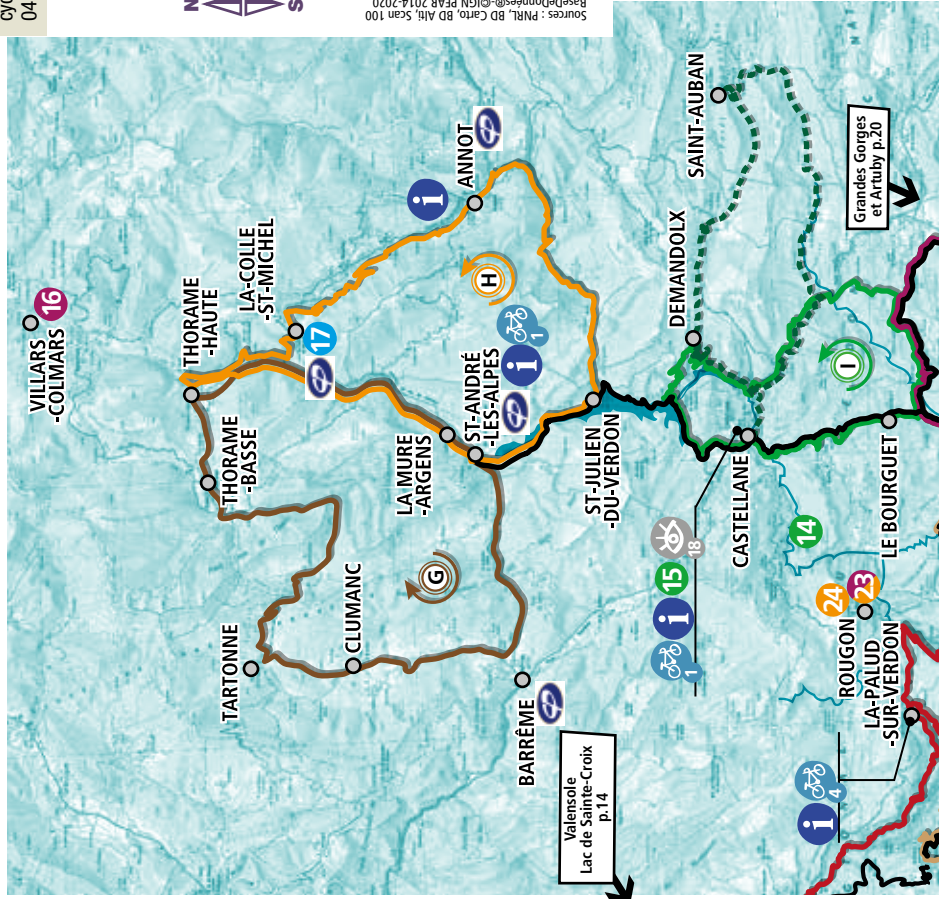 cyc
04
N
S
Sources : PNRL, BD Carto, BD Alti, Scan 100
BaseDeDonnées®-©IGN PFAR 2014-2020
VILLARS
-COLMARS
16
THORAME
-HAUTE
LA-COLLE
-ST-MICHEL
17
THORAME
-BASSE
i
ANNOT
H
LA MURE
-ARGENS
ST-ANDRÉ
-LES-ALPES
i
1
G
TARTONNE
CLUMANC
BARRÊME
ST-JULIEN
-DU-VERDON
SAINT-AUBAN
DEMANDOLX
Grandes Gorges
et Artuby p.20
I
CASTELLANE
1
i
15
18
14
LE BOURGUET
24
23
ROUGON
LA-PALUD
-SUR-VERDON
i
4
Valensole
Lac de Sainte-Croix
p.14